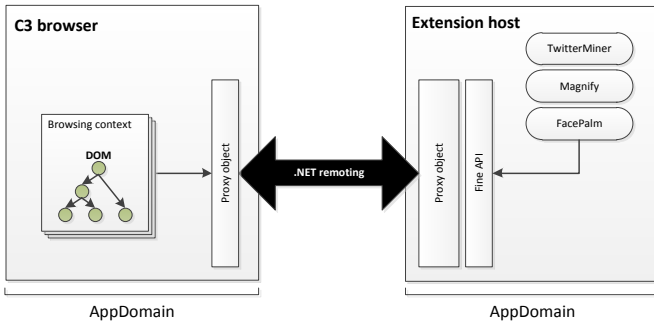 C3 browser
Browsing context
DOM
Proxy object
.NET remoting
Extension host
TwitterMiner
Magnify
FacePalm
Proxy object
Fine API
AppDomain
AppDomain